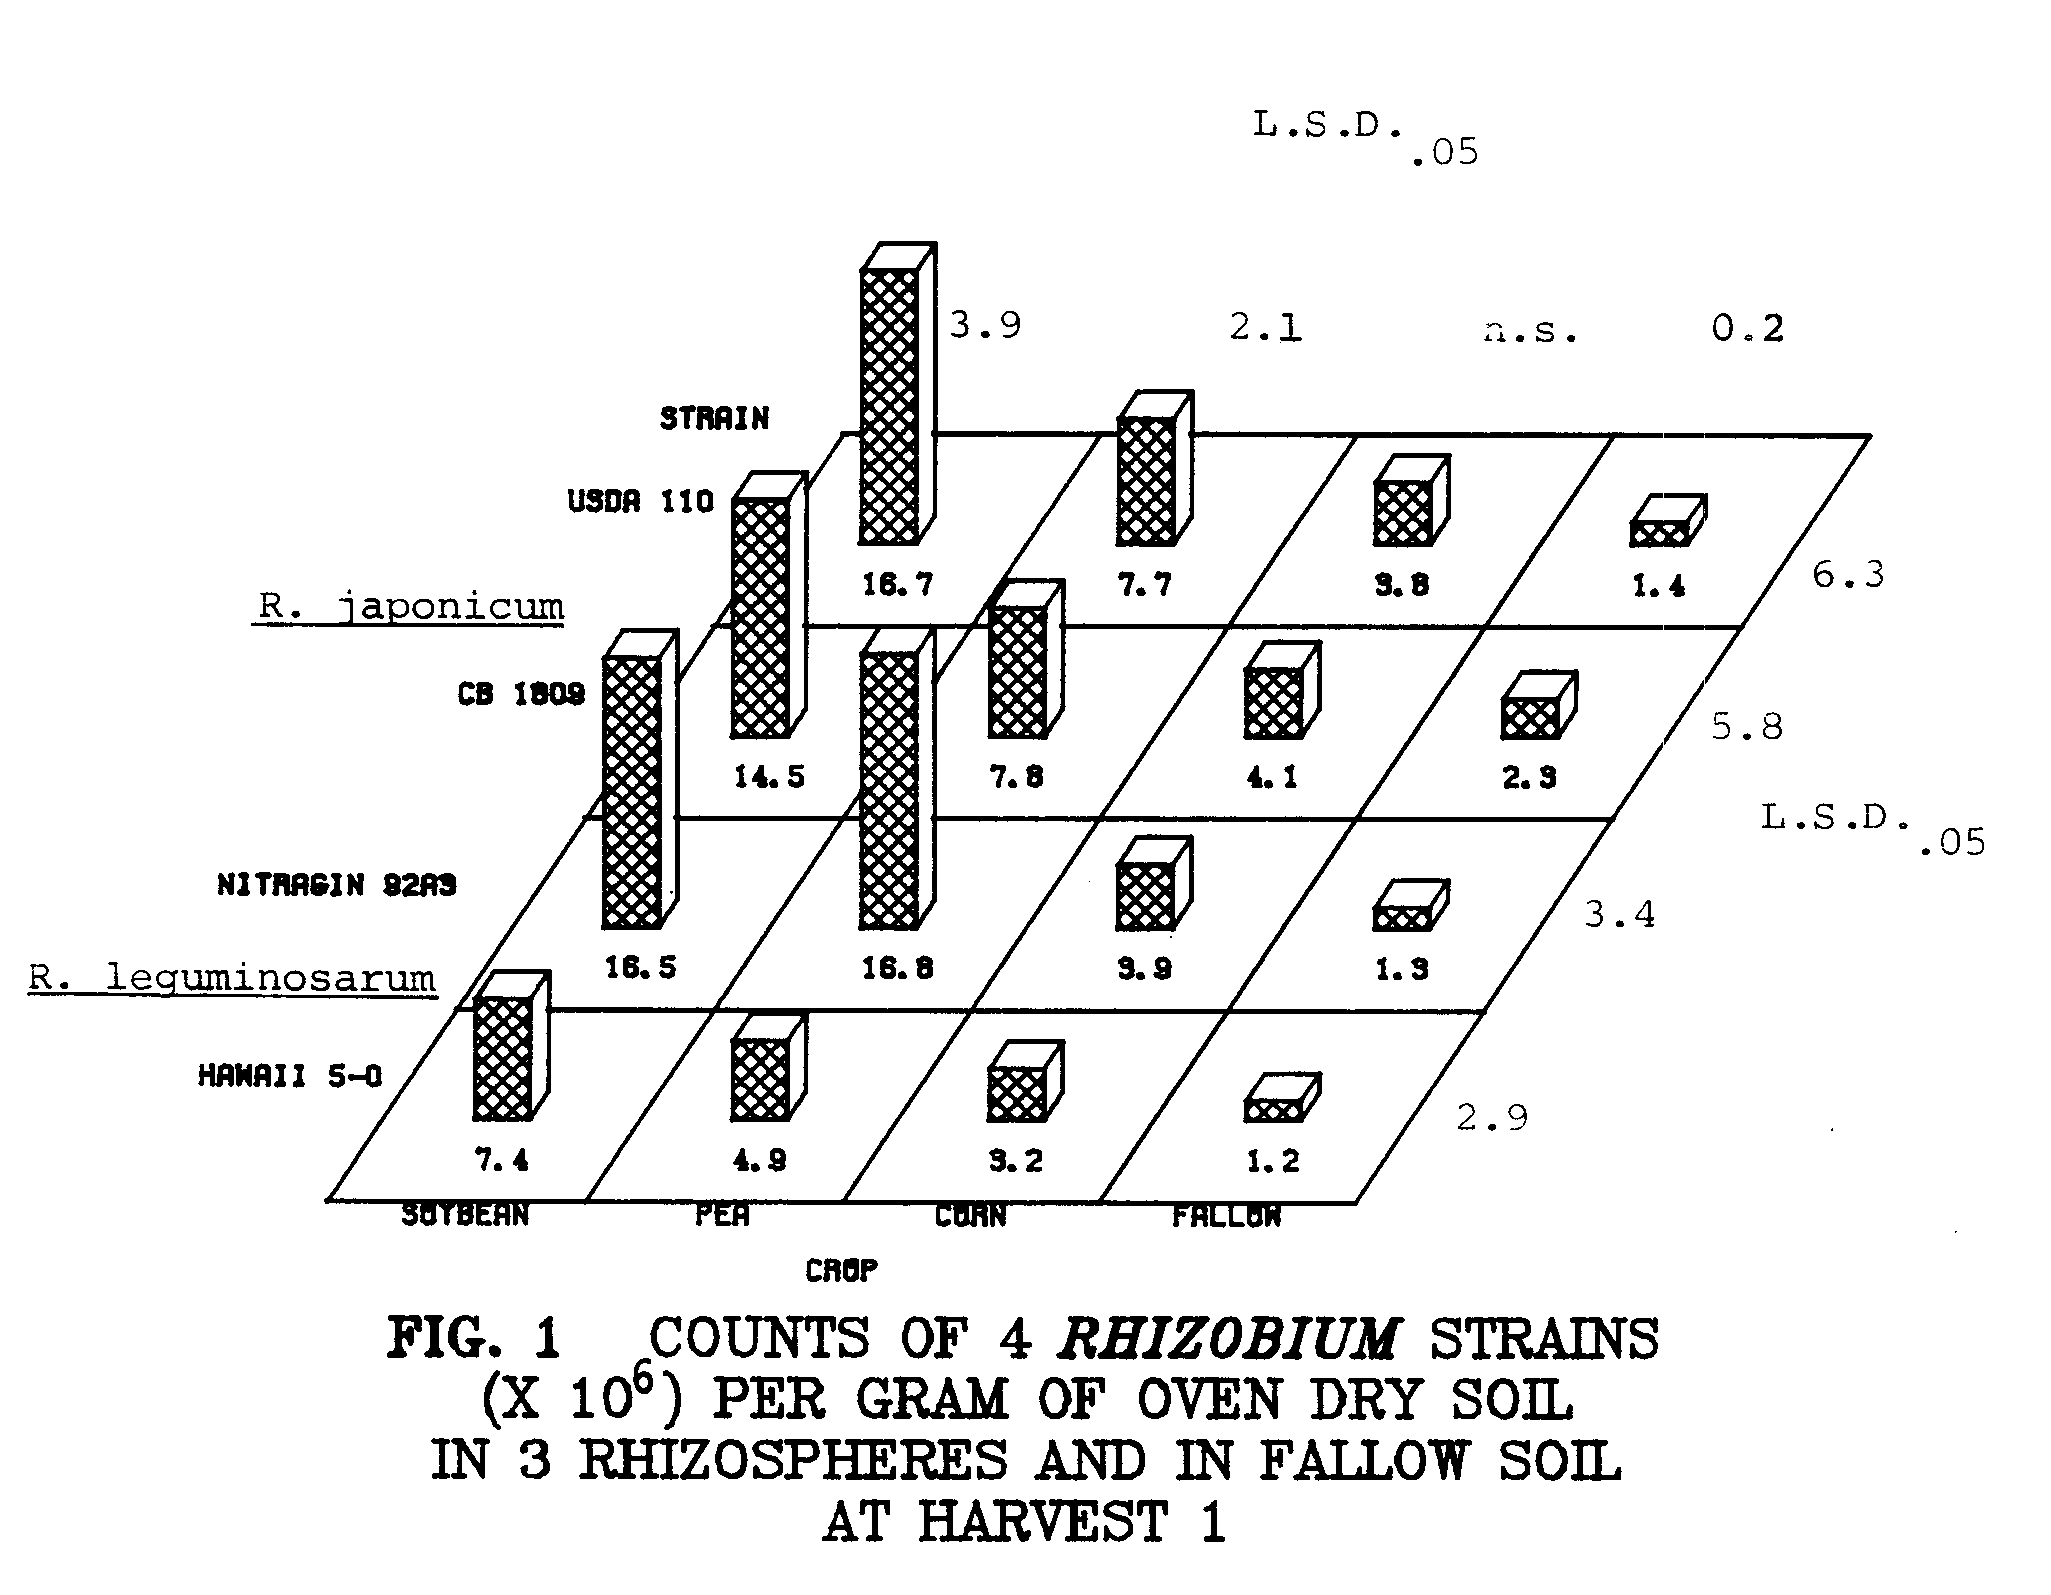 L.S.D. .05
3.9 2.1 n.s. 0.2
STRAIN
USDA 110
16.7 7.7 3.8 1.4 6.3
R. japonicum
CB 1809
14.5 7.8 4.1 2.3 5.8
L.S.D. .05
NITRAGIN 92A3
16.5 16.8 3.9 1.3 3.4
R. leguminosarum
HAWAII 5-0
7.4 4.9 3.2 1.2 2.9
SOYBEAN PEA CORN FALLOW
CROP
FIG. 1 COUNTS OF 4 RHIZOBIUM STRAINS
(X 10⁶) PER GRAM OF OVEN DRY SOIL
IN 3 RHIZOSPHERES AND IN FALLOW SOIL
AT HARVEST 1